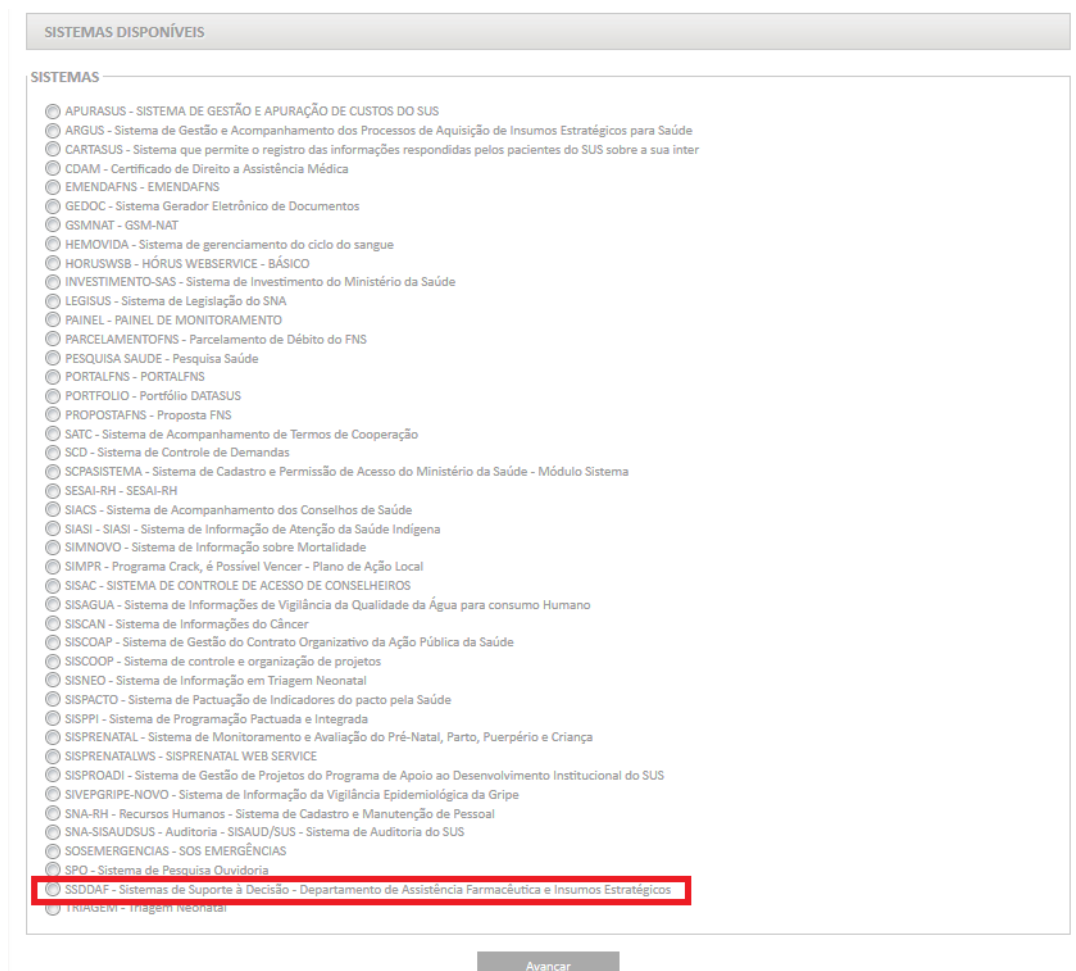 SISTEMAS DISPONÍVEIS
SISTEMAS
APURASUS - SISTEMA DE GESTÃO E APURAÇÃO DE CUSTOS DO SUS
ARGUS - Sistema de Gestão e Acompanhamento dos Processos de Aquisição de Insumos Estratégicos para Saúde
CARTASUS - Sistema que permite o registro das informações respondidas pelos pacientes do SUS sobre a sua inter
CDAM - Certificado de Direito a Assistência Médica
EMENDAFNS - EMENDAFNS
GEDOC - Sistema Gerador Eletrônico de Documentos
GSMNAT - GSM-NAT
HEMOVIDA - Sistema de gerenciamento do ciclo do sangue
HORUSWSB - HÓRUS WEBSERVICE - BÁSICO
INVESTIMENTO-SAS - Sistema de Investimento do Ministério da Saúde
LEGISUS - Sistema de Legislação do SNA
PAINEL - PAINEL DE MONITORAMENTO
PARCELAMENTOFNS - Parcelamento de Débito do FNS
PESQUISA SAUDE - Pesquisa Saúde
PORTALFNS - PORTALFNS
PORTFOLIO - Portfólio DATASUS
PROPOSTAFNS - Proposta FNS
SATC - Sistema de Acompanhamento de Termos de Cooperação
SCD - Sistema de Controle de Demandas
SCPASISTEMA - Sistema de Cadastro e Permissão de Acesso do Ministério da Saúde - Módulo Sistema
SESAI-RH - SESAI-RH
SIACS - Sistema de Acompanhamento dos Conselhos de Saúde
SIASI - SIASI - Sistema de Informação de Atenção da Saúde Indígena
SIMNOVO - Sistema de Informação sobre Mortalidade
SIMPR - Programa Crack, é Possível Vencer - Plano de Ação Local
SISAC - SISTEMA DE CONTROLE DE ACESSO DE CONSELHEIROS
SISAGUA - Sistema de Informações de Vigilância da Qualidade da Água para consumo Humano
SISCAN - Sistema de Informações do Câncer
SISCOAP - Sistema de Gestão do Contrato Organizativo da Ação Pública da Saúde
SISCOOP - Sistema de controle e organização de projetos
SISNEO - Sistema de Informação em Triagem Neonatal
SISPACTO - Sistema de Pactuação de Indicadores do pacto pela Saúde
SISPPI - Sistema de Programação Pactuada e Integrada
SISPRENATAL - Sistema de Monitoramento e Avaliação do Pré-Natal, Parto, Puerpério e Criança
SISPRENATALWS - SISPRENATAL WEB SERVICE
SISPROADI - Sistema de Gestão de Projetos do Programa de Apoio ao Desenvolvimento Institucional do SUS
SIVEPGRIPE-NOVO - Sistema de Informação da Vigilância Epidemiológica da Gripe
SNA-RH - Recursos Humanos - Sistema de Cadastro e Manutenção de Pessoal
SNA-SISAUDSUS - Auditoria - SISAUD/SUS - Sistema de Auditoria do SUS
SOSEMERGENCIAS - SOS EMERGÊNCIAS
SPO - Sistema de Pesquisa Ouvidoria
SSDDAF - Sistemas de Suporte à Decisão - Departamento de Assistência Farmacêutica e Insumos Estratégicos
TRIAGEM - Triagem Neonatal
Avançar